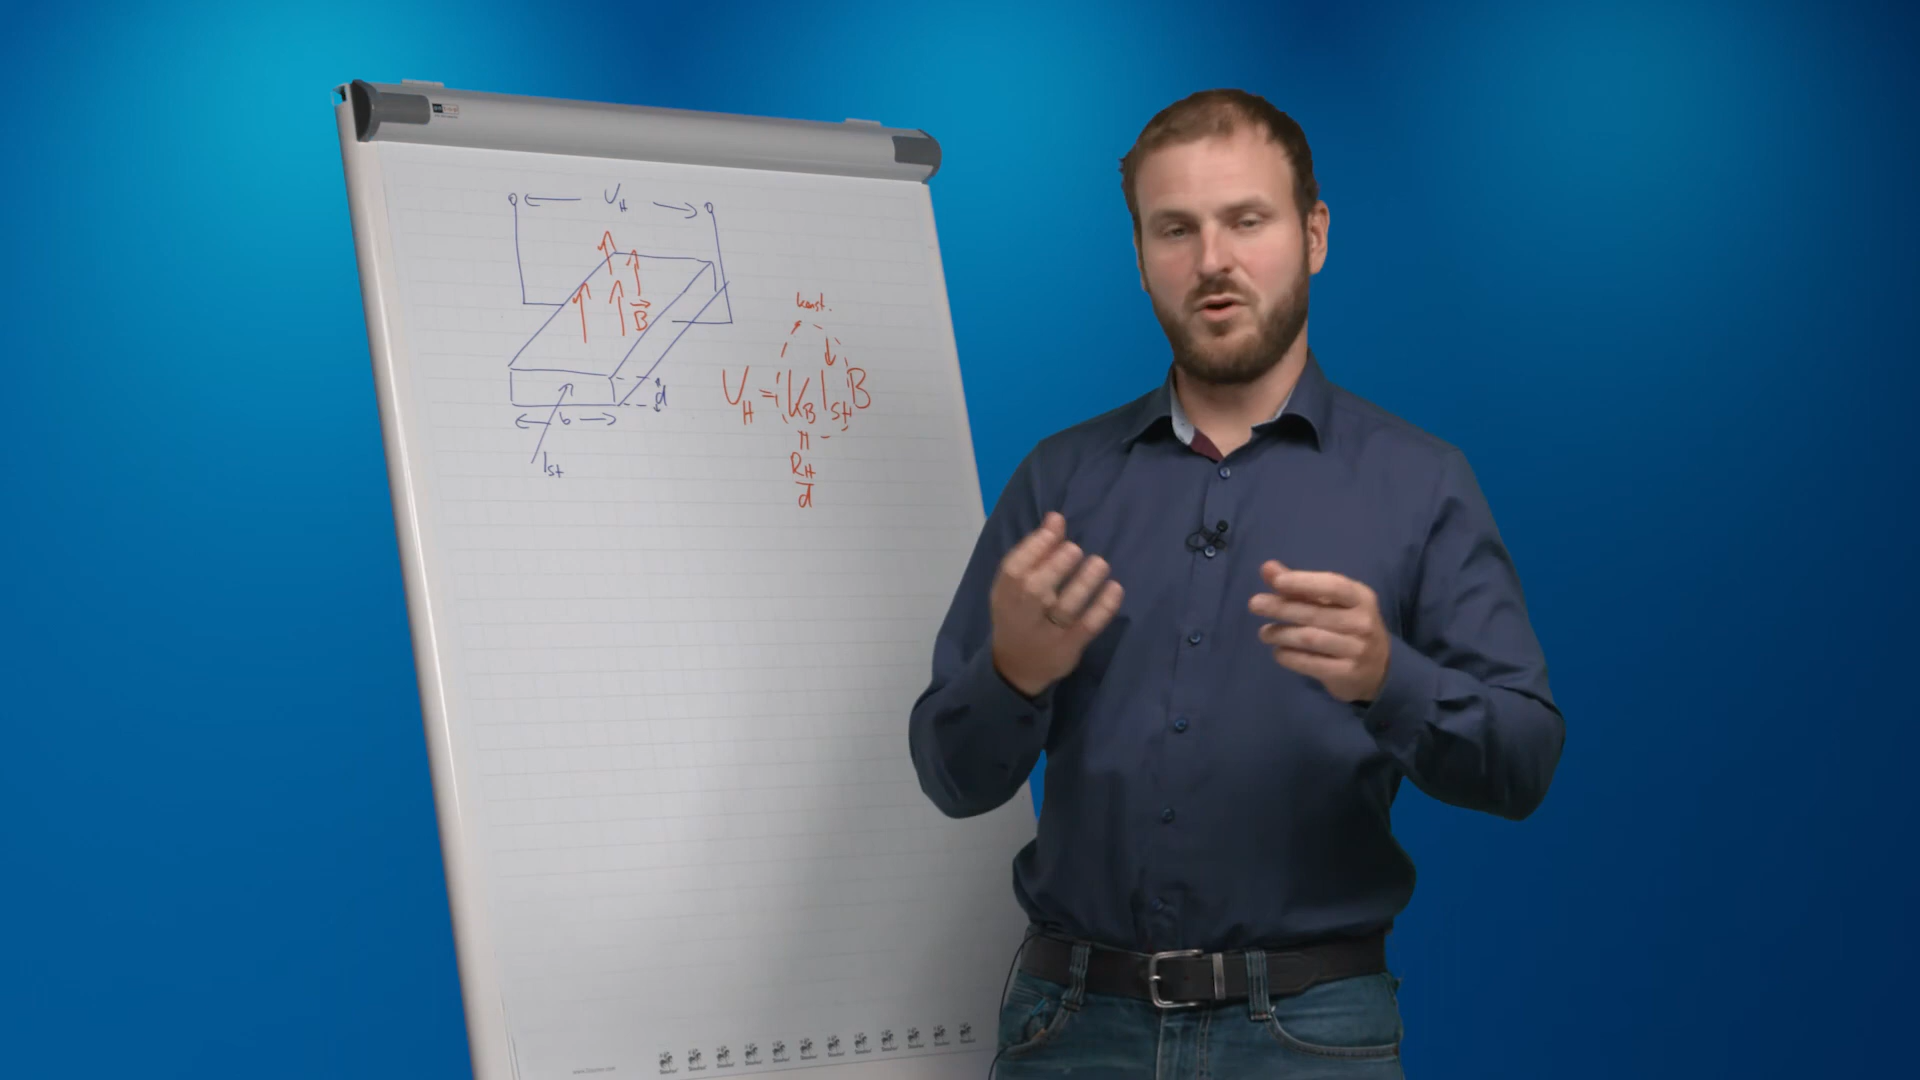 U_H
B
konst.
U_H = K_B I_St B
R_H
d
d
b
I_St